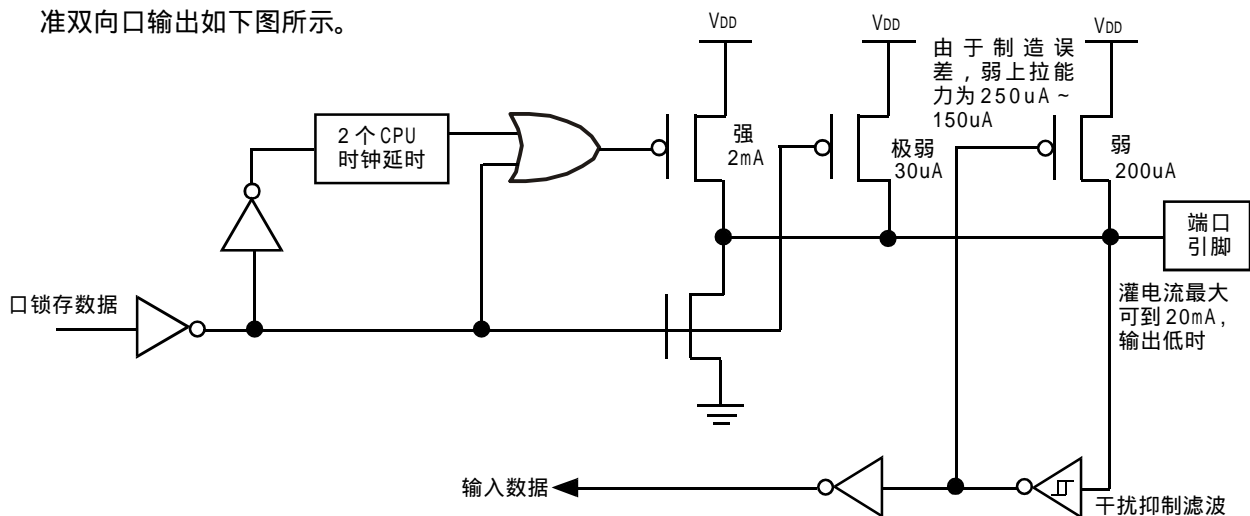 准双向口输出如下图所示。
VDD
VDD
VDD
由于制造误
差，弱上拉能
力为250uA～
150uA
2个CPU
时钟延时
强
2mA
极弱
30uA
弱
200uA
端口
引脚
口锁存数据
灌电流最大
可到20mA,
输出低时
输入数据
干扰抑制滤波